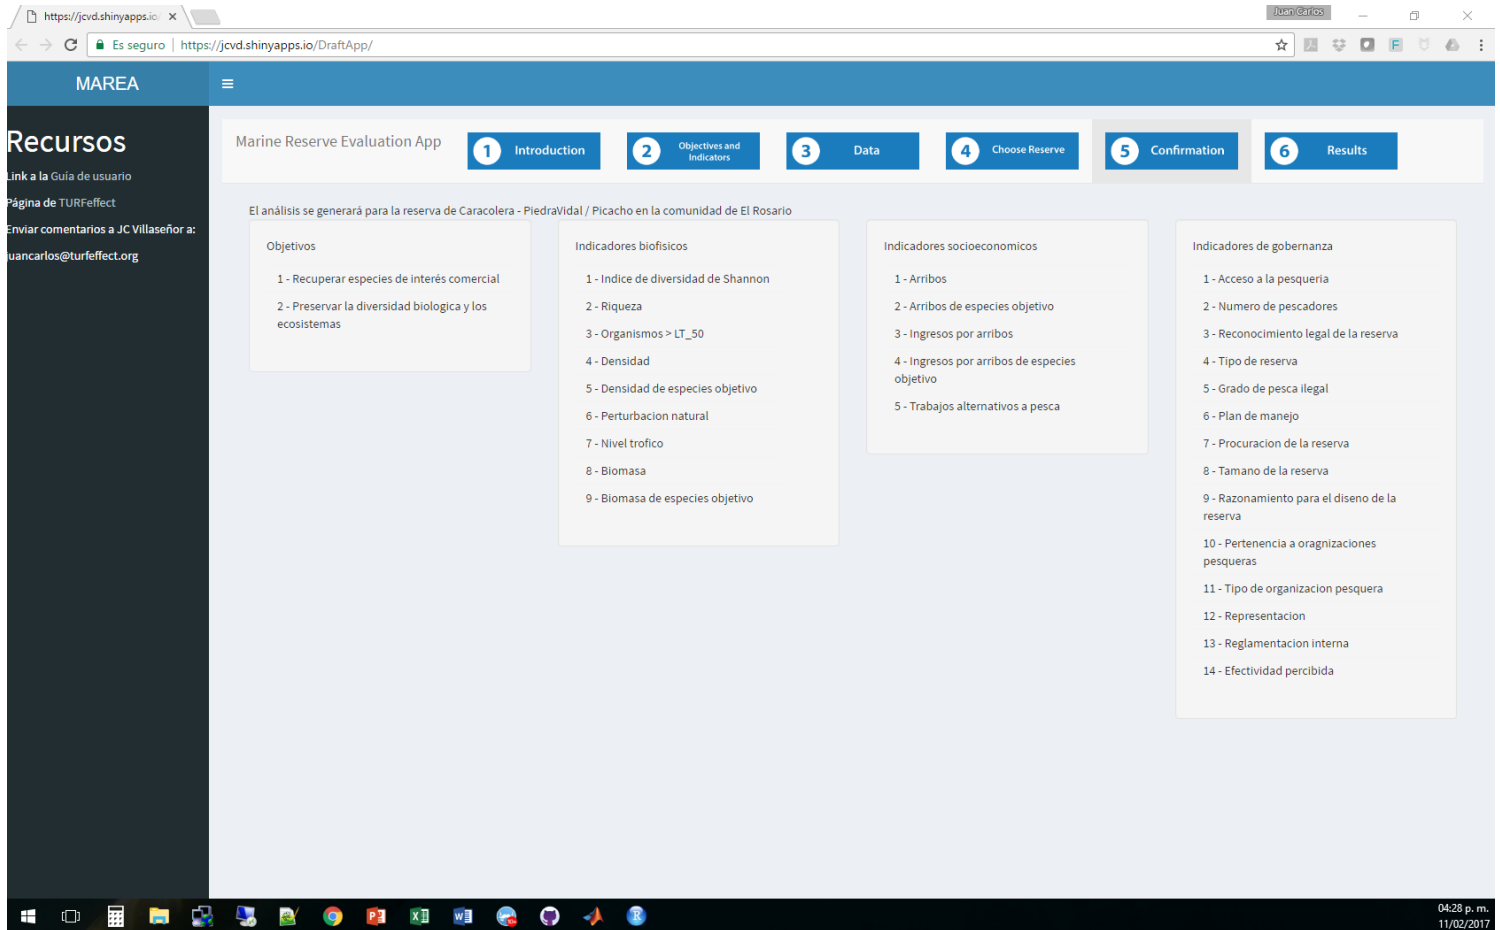 https://jcvd.shinyapps.io/
Juan Carlos
Es seguro | https://jcvd.shinyapps.io/DraftApp/
MAREA
Recursos
Link a la Guía de usuario
Página de TURFeffect
Enviar comentarios a JC Villaseñor a:
juancarlos@turfeffect.org
Marine Reserve Evaluation App
1 Introduction
2 Objectives and
Indicators
3 Data
4 Choose Reserve
5 Confirmation
6 Results
El análisis se generará para la reserva de Caracolera - PiedraVidal / Picacho en la comunidad de El Rosario
Objetivos
1 - Recuperar especies de interés comercial
2 - Preservar la diversidad biologica y los
ecosistemas
Indicadores biofisicos
1 - Indice de diversidad de Shannon
2 - Riqueza
3 - Organismos > LT_50
4 - Densidad
5 - Densidad de especies objetivo
6 - Perturbacion natural
7 - Nivel trofico
8 - Biomasa
9 - Biomasa de especies objetivo
Indicadores socioeconomicos
1 - Arribos
2 - Arribos de especies objetivo
3 - Ingresos por arribos
4 - Ingresos por arribos de especies
objetivo
5 - Trabajos alternativos a pesca
Indicadores de gobernanza
1 - Acceso a la pesqueria
2 - Numero de pescadores
3 - Reconocimiento legal de la reserva
4 - Tipo de reserva
5 - Grado de pesca ilegal
6 - Plan de manejo
7 - Procuracion de la reserva
8 - Tamano de la reserva
9 - Razonamiento para el diseno de la
reserva
10 - Pertenencia a oragnizaciones
pesqueras
11 - Tipo de organizacion pesquera
12 - Representacion
13 - Reglamentacion interna
14 - Efectividad percibida
04:28 p. m.
11/02/2017